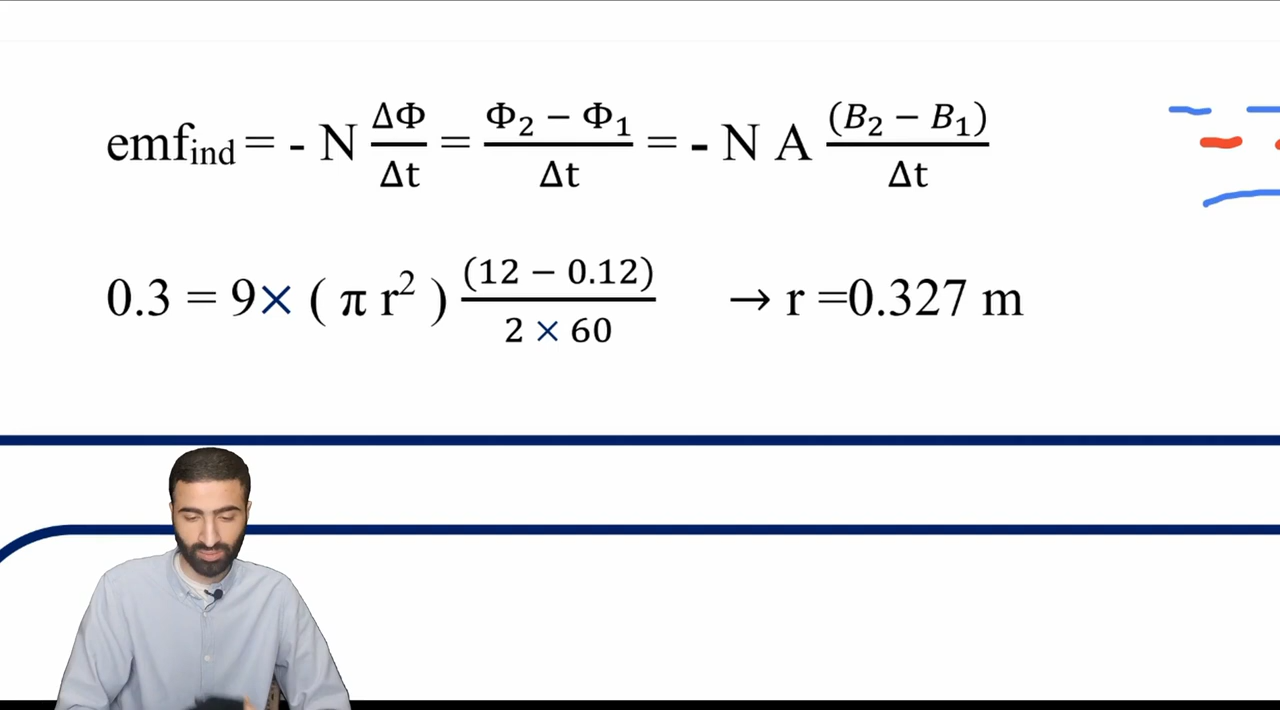 emf_ind = - N ΔΦ/Δt = (Φ₂ − Φ₁)/Δt = - N A (B₂ − B₁)/Δt
0.3 = 9× ( π r² ) (12 − 0.12)/(2 × 60) → r =0.327 m